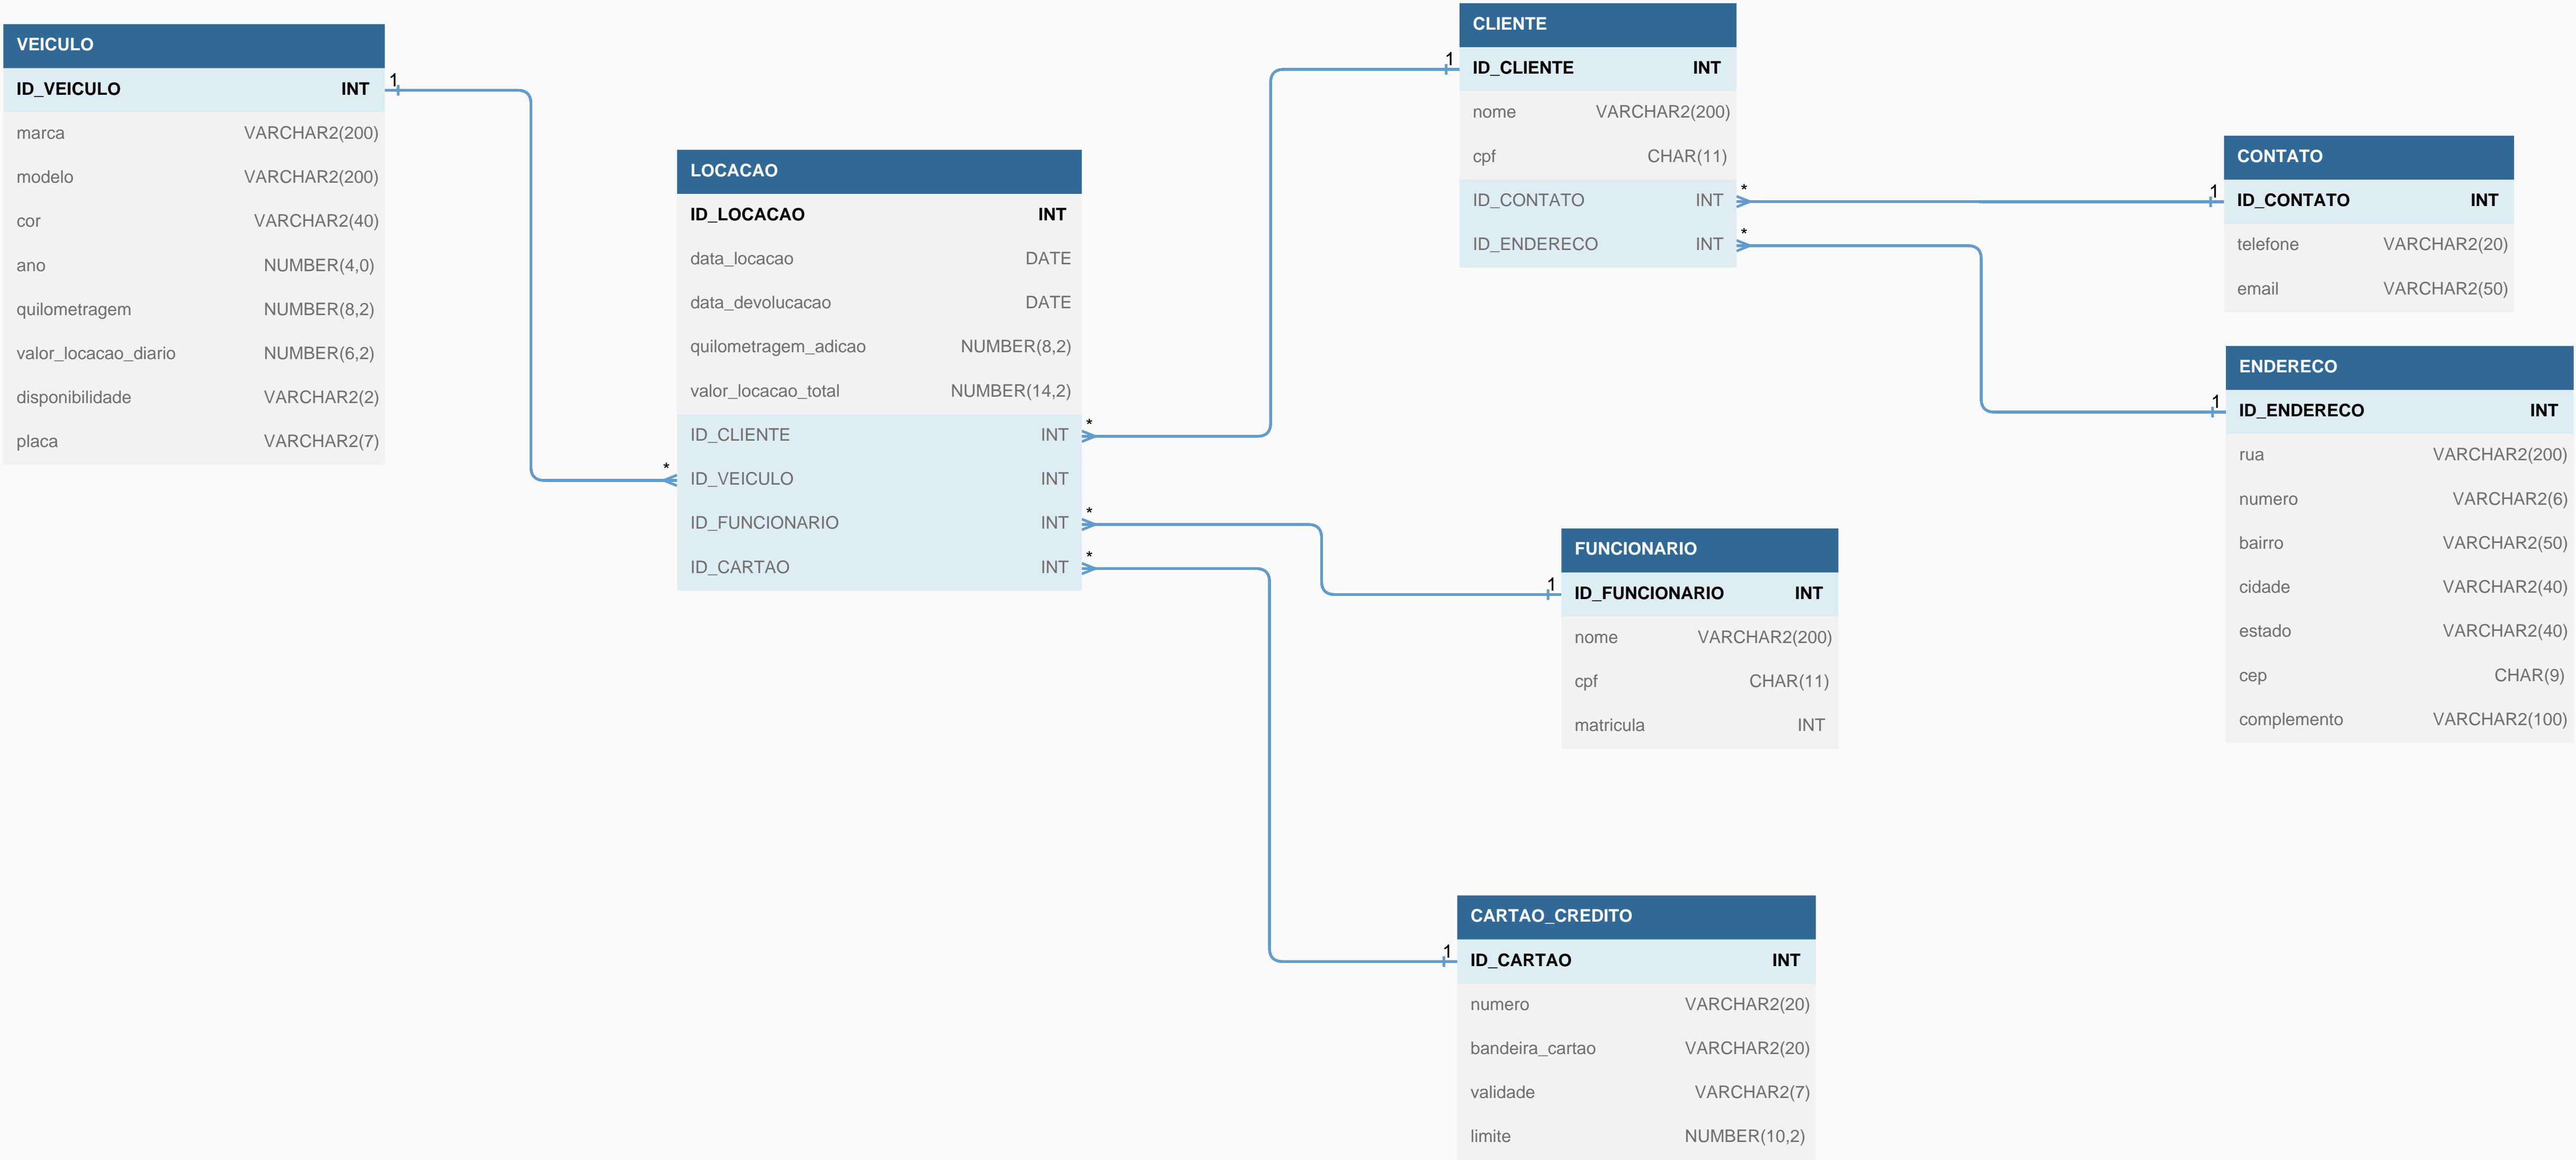 VEICULO
ID_VEICULO INT
marca VARCHAR2(200)
modelo VARCHAR2(200)
cor VARCHAR2(40)
ano NUMBER(4,0)
quilometragem NUMBER(8,2)
valor_locacao_diario NUMBER(6,2)
disponibilidade VARCHAR2(2)
placa VARCHAR2(7)
1
*
LOCACAO
ID_LOCACAO INT
data_locacao DATE
data_devolucacao DATE
quilometragem_adicao NUMBER(8,2)
valor_locacao_total NUMBER(14,2)
ID_CLIENTE INT
ID_VEICULO INT
ID_FUNCIONARIO INT
ID_CARTAO INT
*
*
*
1
CLIENTE
ID_CLIENTE INT
nome VARCHAR2(200)
cpf CHAR(11)
ID_CONTATO INT
ID_ENDERECO INT
*
*
1
CONTATO
ID_CONTATO INT
telefone VARCHAR2(20)
email VARCHAR2(50)
1
ENDERECO
ID_ENDERECO INT
rua VARCHAR2(200)
numero VARCHAR2(6)
bairro VARCHAR2(50)
cidade VARCHAR2(40)
estado VARCHAR2(40)
cep CHAR(9)
complemento VARCHAR2(100)
1
FUNCIONARIO
ID_FUNCIONARIO INT
nome VARCHAR2(200)
cpf CHAR(11)
matricula INT
1
CARTAO_CREDITO
ID_CARTAO INT
numero VARCHAR2(20)
bandeira_cartao VARCHAR2(20)
validade VARCHAR2(7)
limite NUMBER(10,2)